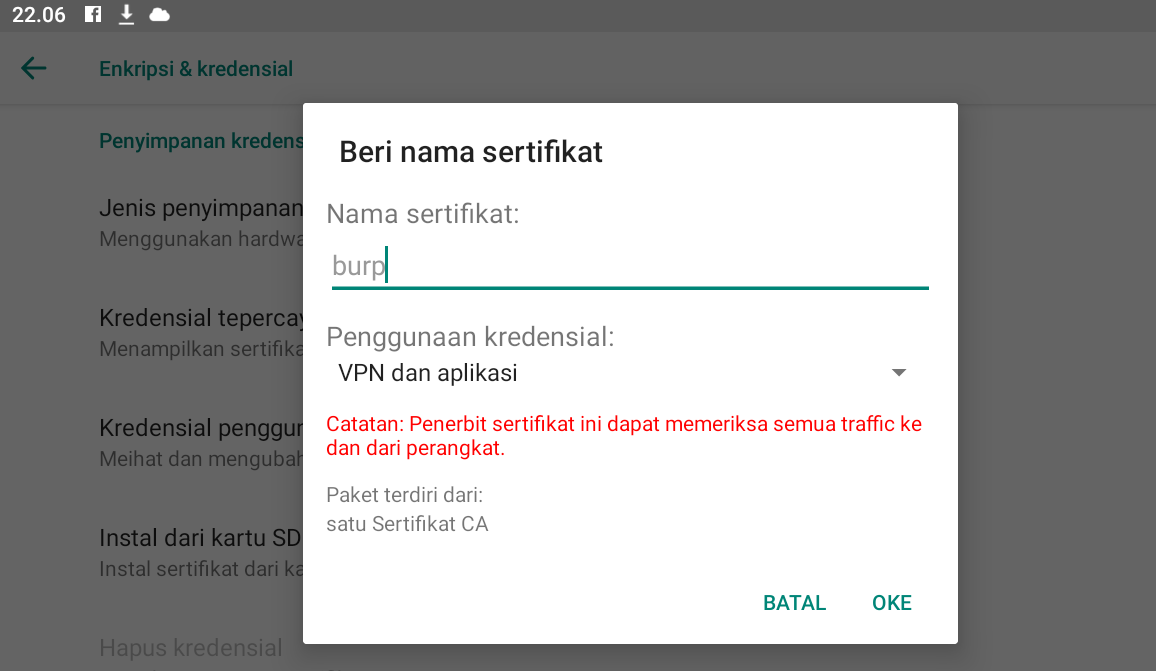 22.06
Enkripsi & kredensial
Penyimpanan kredens
Jenis penyimpanan
Menggunakan hardwa
Kredensial tepercay
Menampilkan sertifika
Kredensial penggun
Meihat dan mengubah
Instal dari kartu SD
Instal sertifikat dari ka
Hapus kredensial
Beri nama sertifikat
Nama sertifikat:
burp
Penggunaan kredensial:
VPN dan aplikasi
Catatan: Penerbit sertifikat ini dapat memeriksa semua traffic ke
dan dari perangkat.
Paket terdiri dari:
satu Sertifikat CA
BATAL OKE